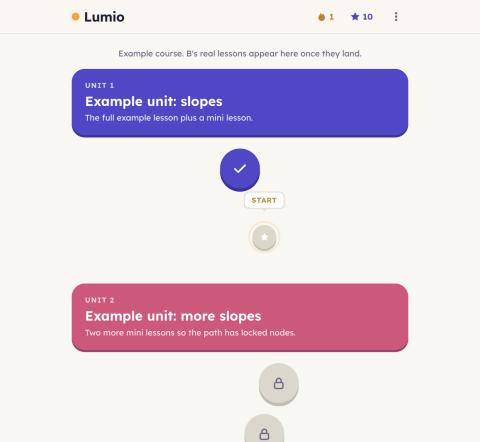 Lumio
1
10
Example course. B's real lessons appear here once they land.
UNIT 1
Example unit: slopes
The full example lesson plus a mini lesson.
START
UNIT 2
Example unit: more slopes
Two more mini lessons so the path has locked nodes.